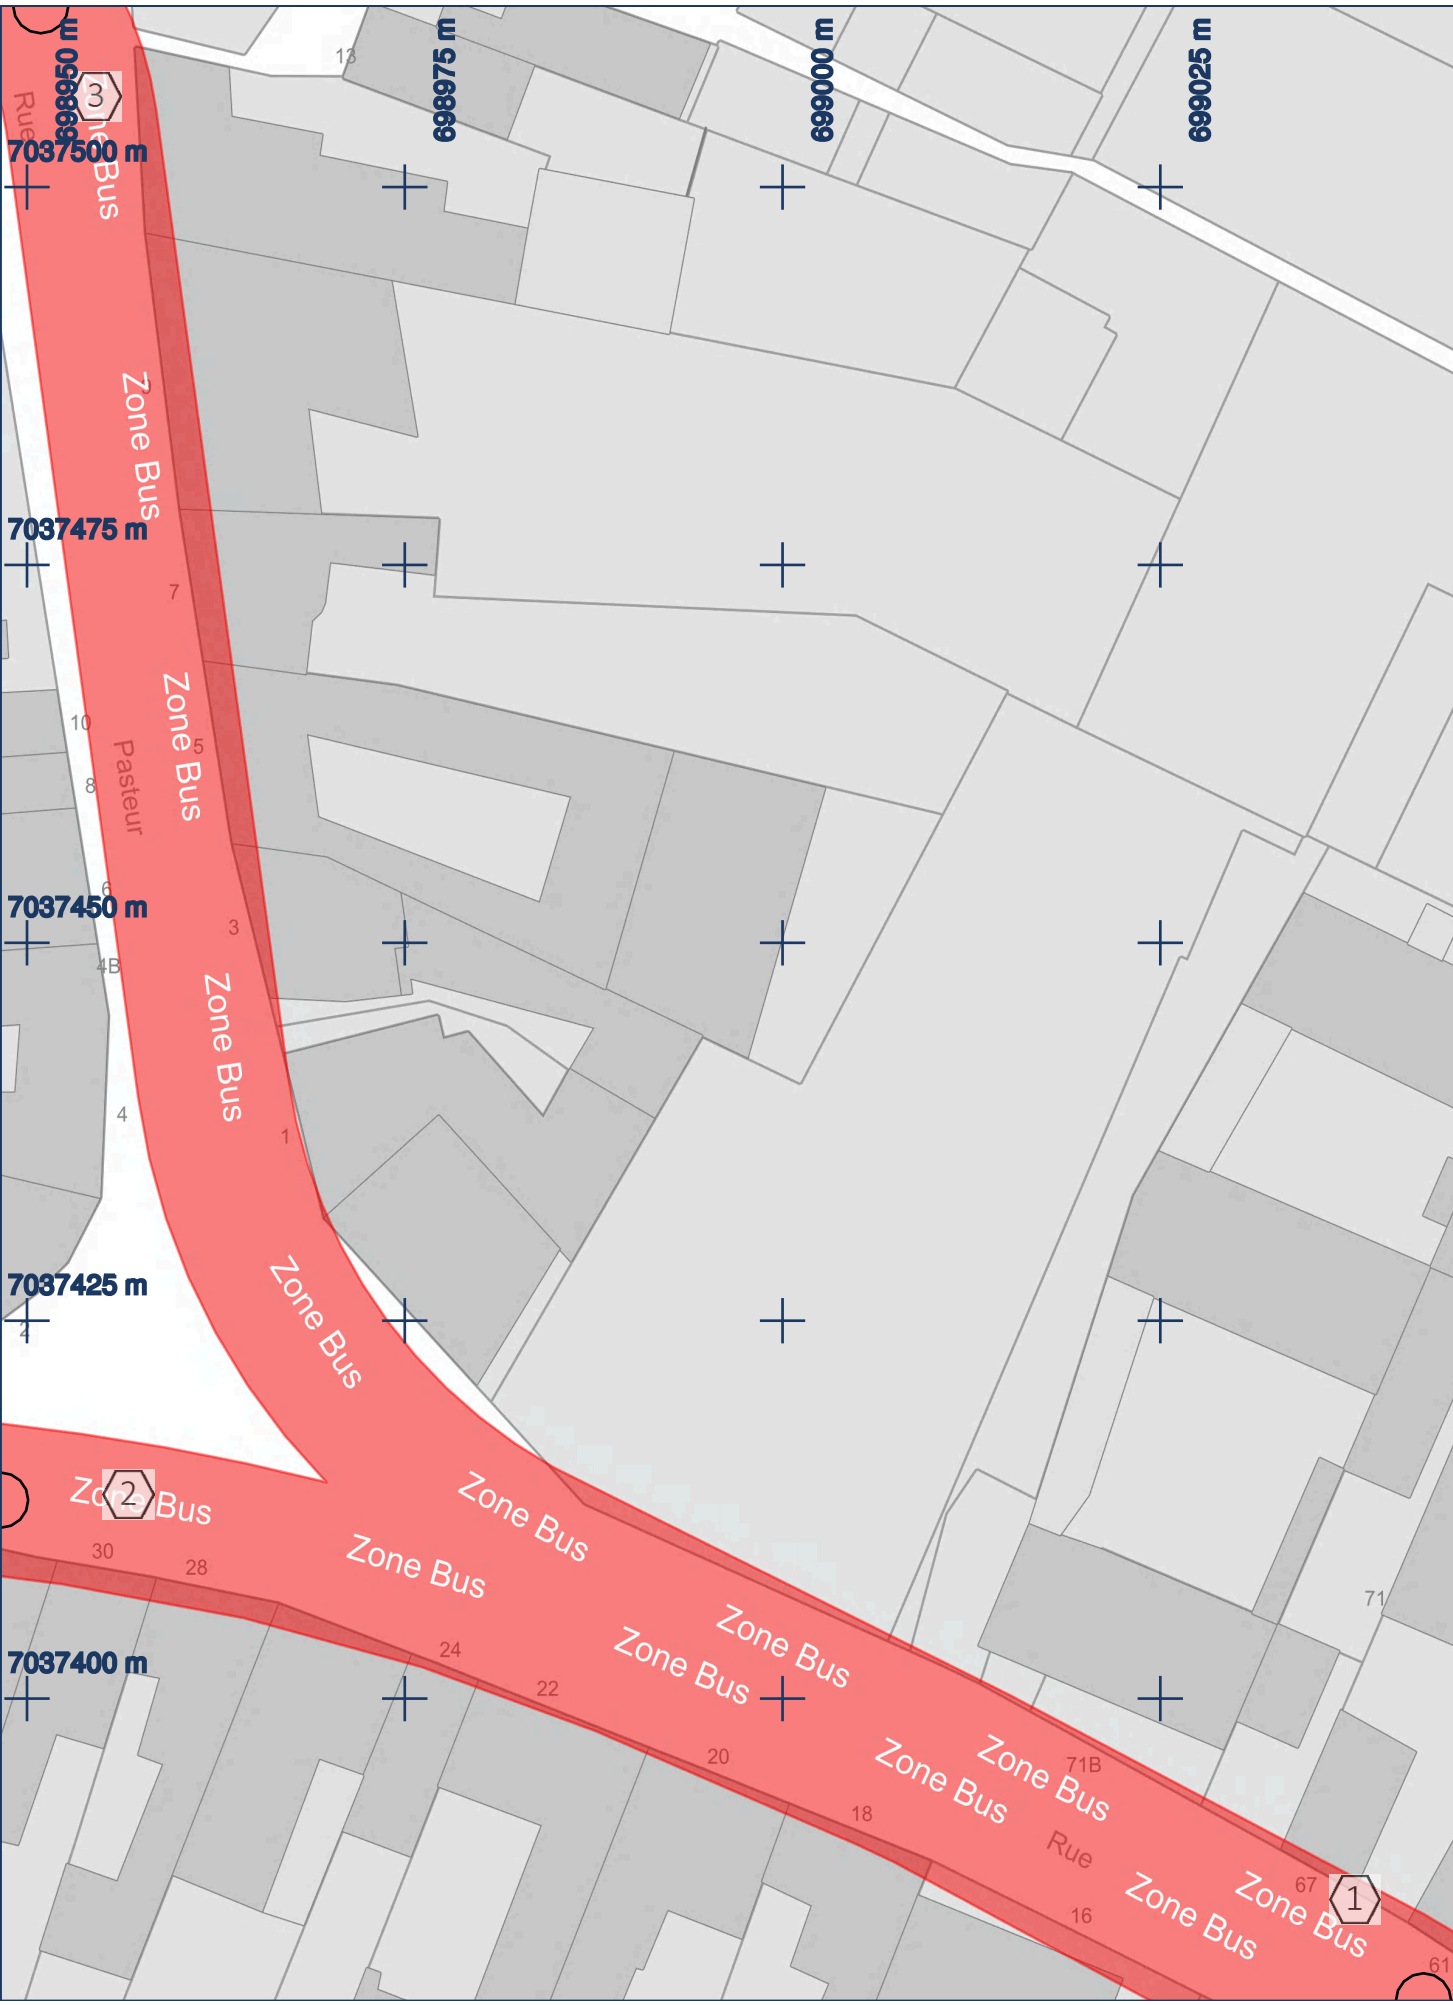 698950 m
698975 m
699000 m
699025 m
13
3
Rue
Zone Bus
7037500 m
9
Zone Bus
7037475 m
7
Zone Bus
10
5
Pasteur
8
6
7037450 m
3
4B
Zone Bus
4
1
Zone Bus
7037425 m
2
Zone Bus
2
Zone Bus
Zone Bus
30
28
71
Zone Bus
Zone Bus
24
7037400 m
22
Zone Bus
20
71B
Zone Bus
18
Rue
Zone Bus
67
1
Zone Bus
16
61